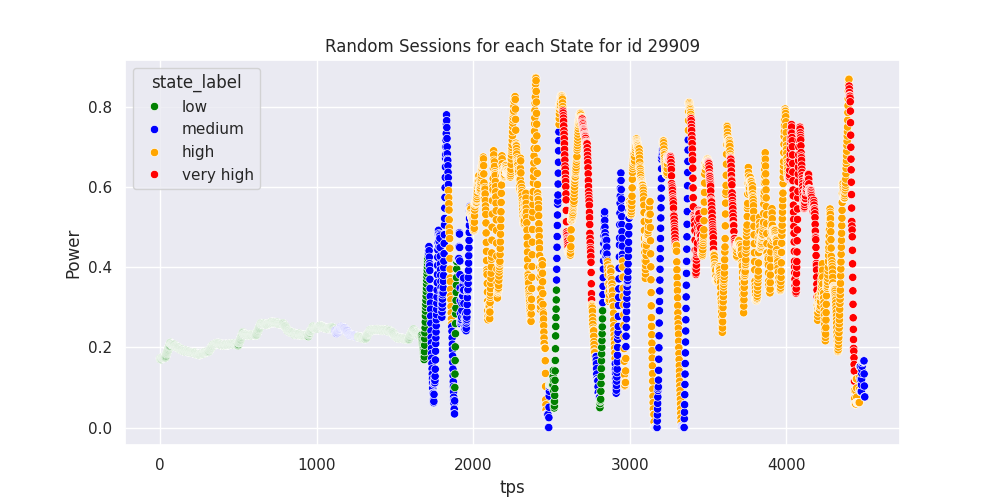 Random Sessions for each State for id 29909
state_label
low
medium
high
very high
Power
0.8
0.6
0.4
0.2
0.0
0
1000
2000
3000
4000
tps